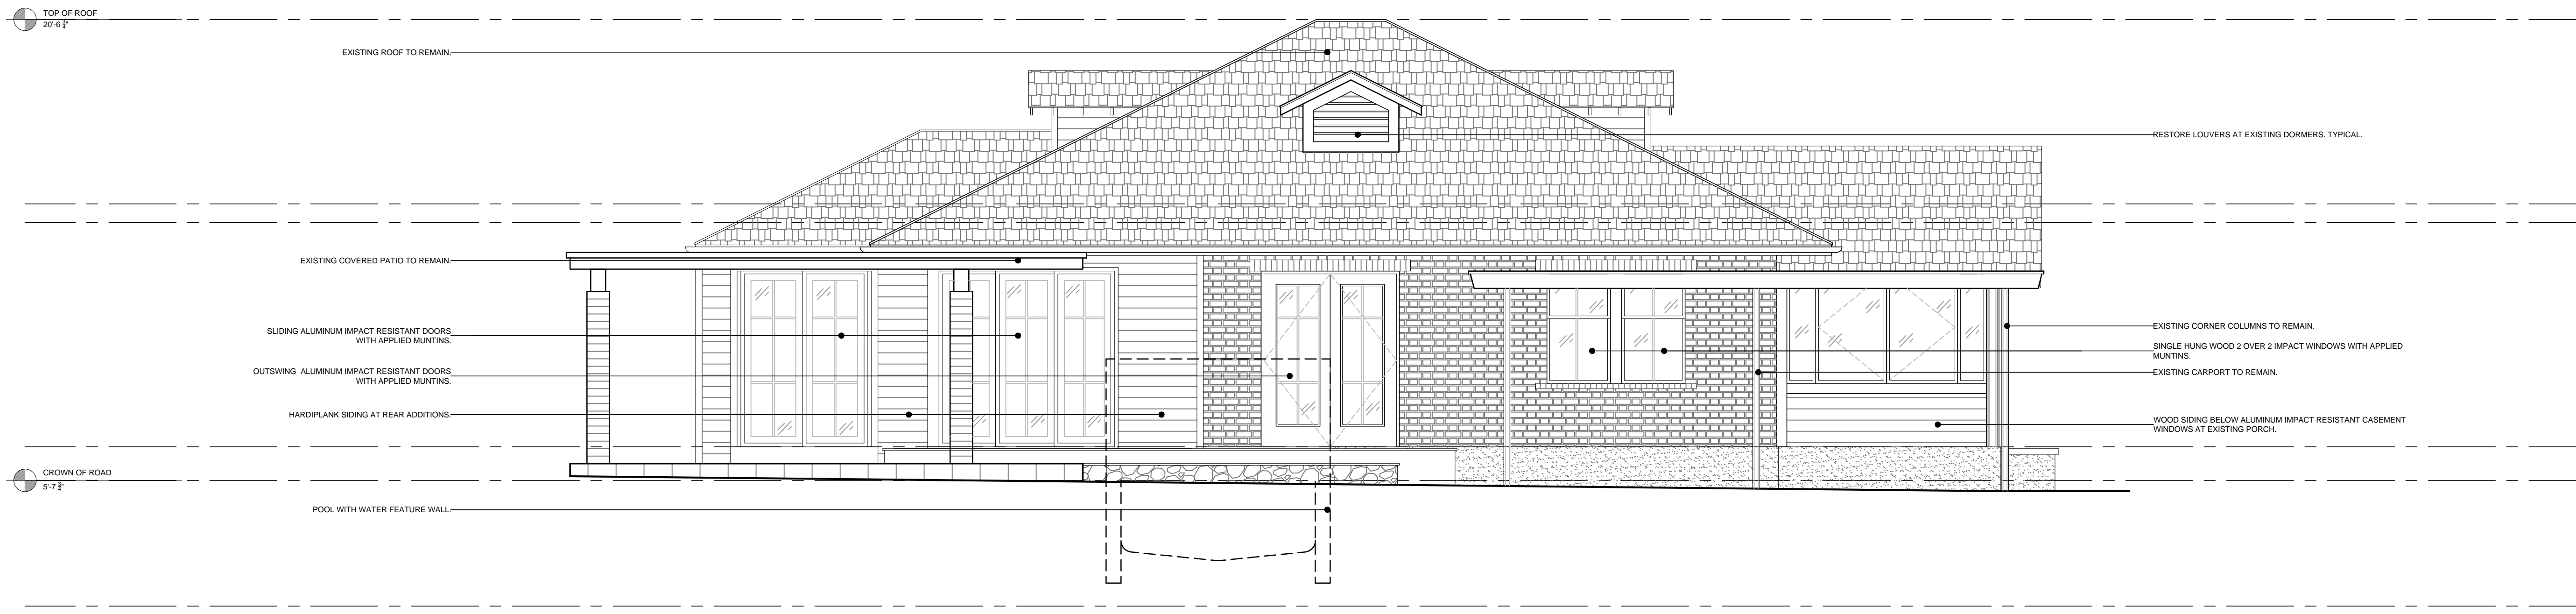 TOP OF ROOF
20'-6 3/4"
EXISTING ROOF TO REMAIN.
RESTORE LOUVERS AT EXISTING DORMERS. TYPICAL.
EXISTING COVERED PATIO TO REMAIN.
SLIDING ALUMINUM IMPACT RESISTANT DOORS
WITH APPLIED MUNTINS.
OUTSWING ALUMINUM IMPACT RESISTANT DOORS
WITH APPLIED MUNTINS.
HARDIPLANK SIDING AT REAR ADDITIONS.
EXISTING CORNER COLUMNS TO REMAIN.
SINGLE HUNG WOOD 2 OVER 2 IMPACT WINDOWS WITH APPLIED
MUNTINS.
EXISTING CARPORT TO REMAIN.
WOOD SIDING BELOW ALUMINUM IMPACT RESISTANT CASEMENT
WINDOWS AT EXISTING PORCH.
CROWN OF ROAD
5'-7 3/4"
POOL WITH WATER FEATURE WALL.